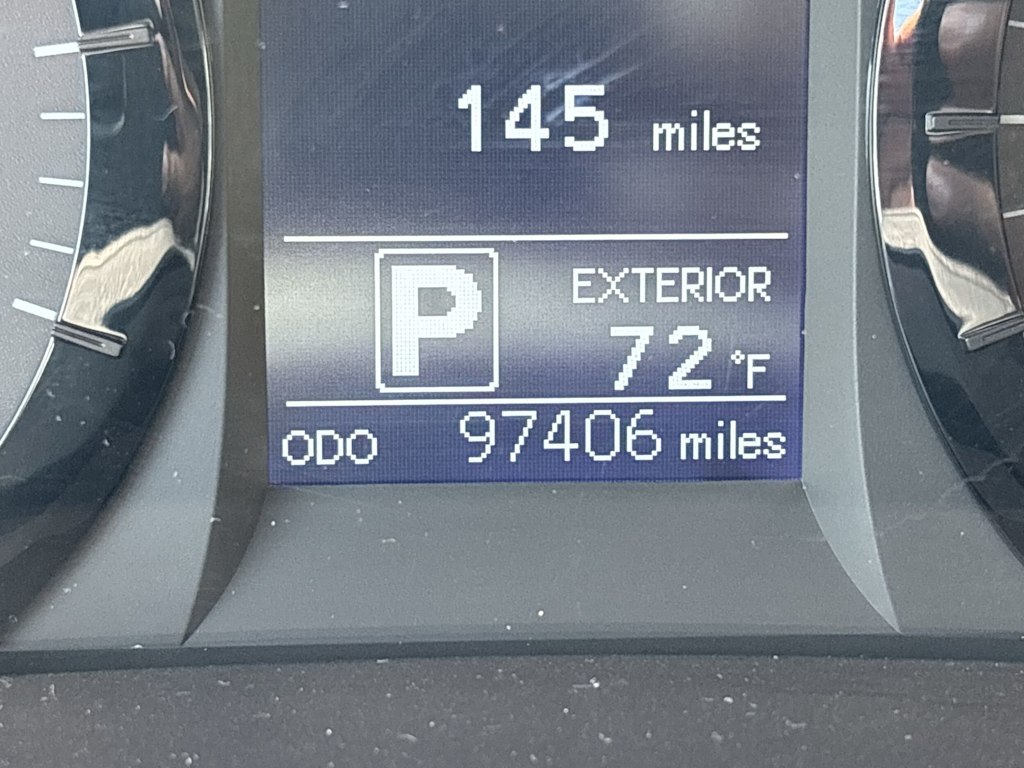 145 miles
P
EXTERIOR
72 °F
ODO 97406 miles